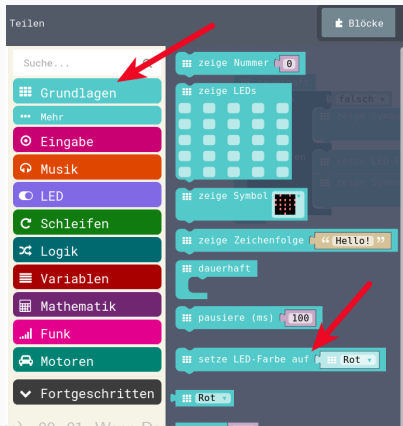 Teilen
Blöcke
Suche...
Grundlagen
Mehr
Eingabe
Musik
LED
Schleifen
Logik
Variablen
Mathematik
Funk
Motoren
Fortgeschritten
zeige Nummer 0
zeige LEDs
zeige Symbol
zeige Zeichenfolge “ Hello! ”
dauerhaft
pausiere (ms) 100
setze LED-Farbe auf Rot
Rot
falsch